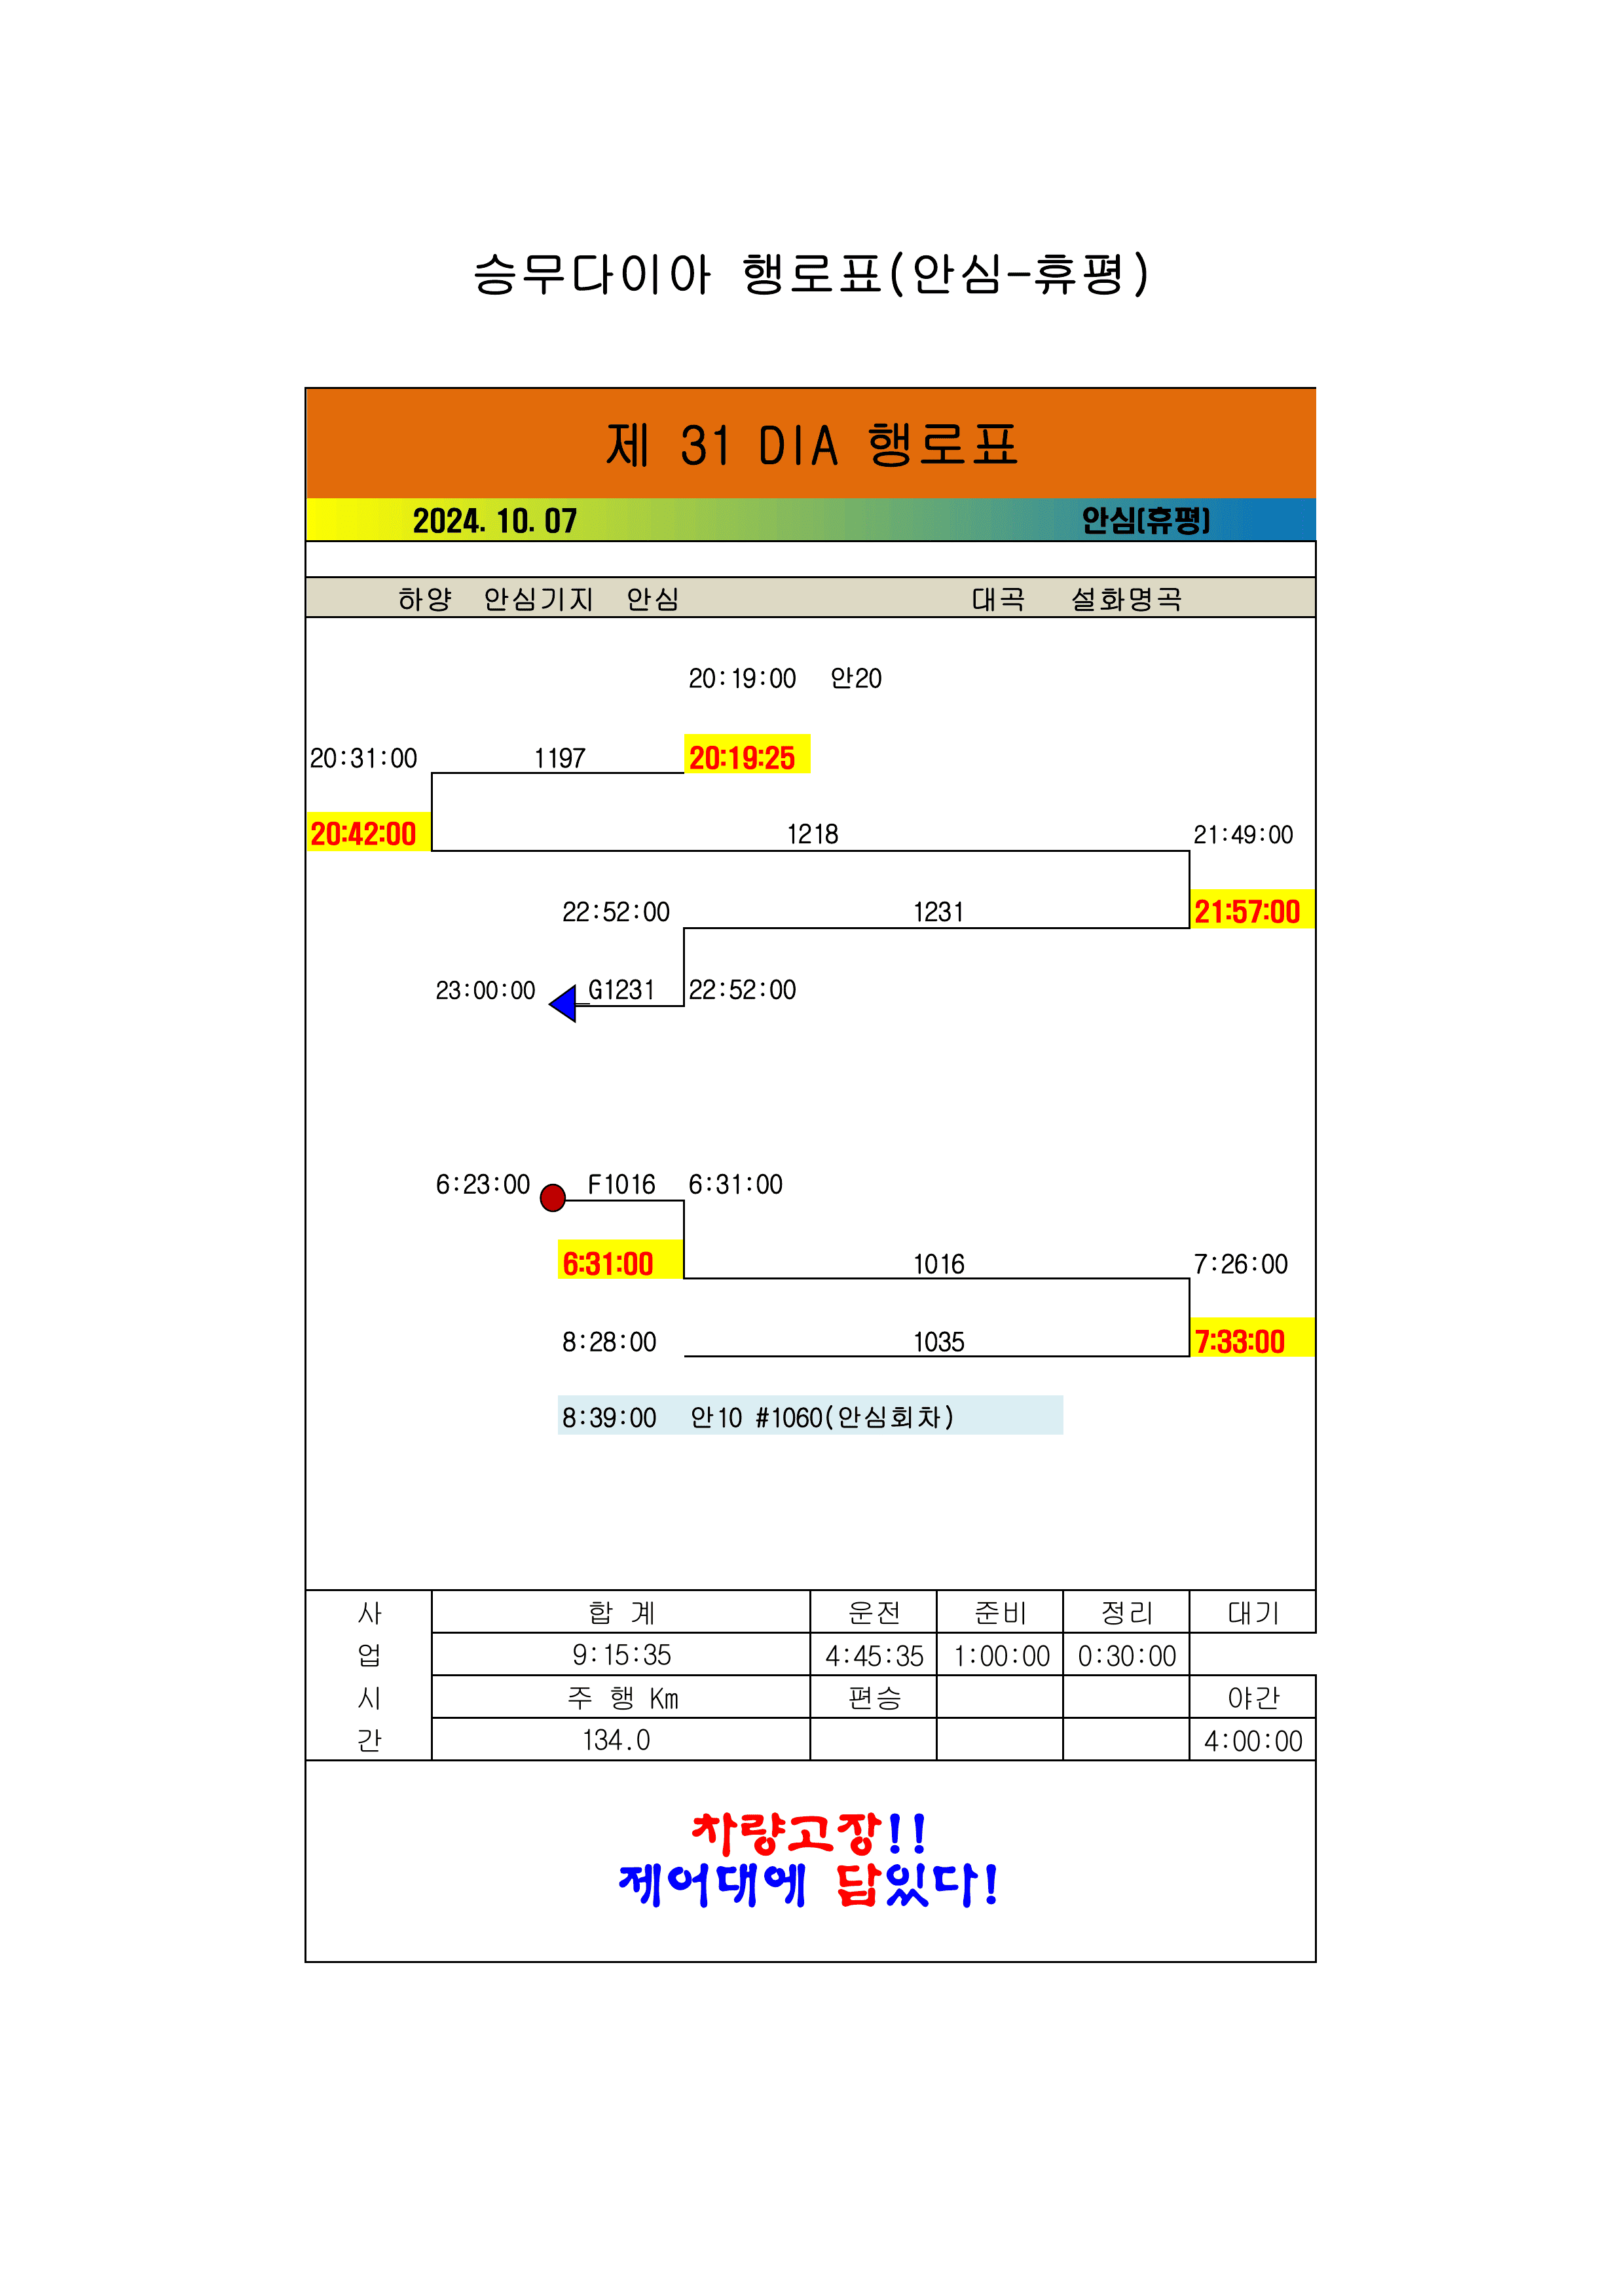 승무다이아 행로표(안심-휴평)
제 31 DIA 행로표
2024. 10. 07 안심(휴평)
하양 안심기지 안심 대곡 설화명곡
20:19:00 안20
20:31:00 1197 20:19:25
20:42:00 1218 21:49:00
22:52:00 1231 21:57:00
23:00:00 G1231 22:52:00
6:23:00 F1016 6:31:00
6:31:00 1016 7:26:00
8:28:00 1035 7:33:00
8:39:00 안10 #1060(안심회차)
사 합 계 운전 준비 정리 대기
업 9:15:35 4:45:35 1:00:00 0:30:00
시 주 행 Km 편승 야간
간 134.0 4:00:00
차량고장!!
제어대에 답있다!